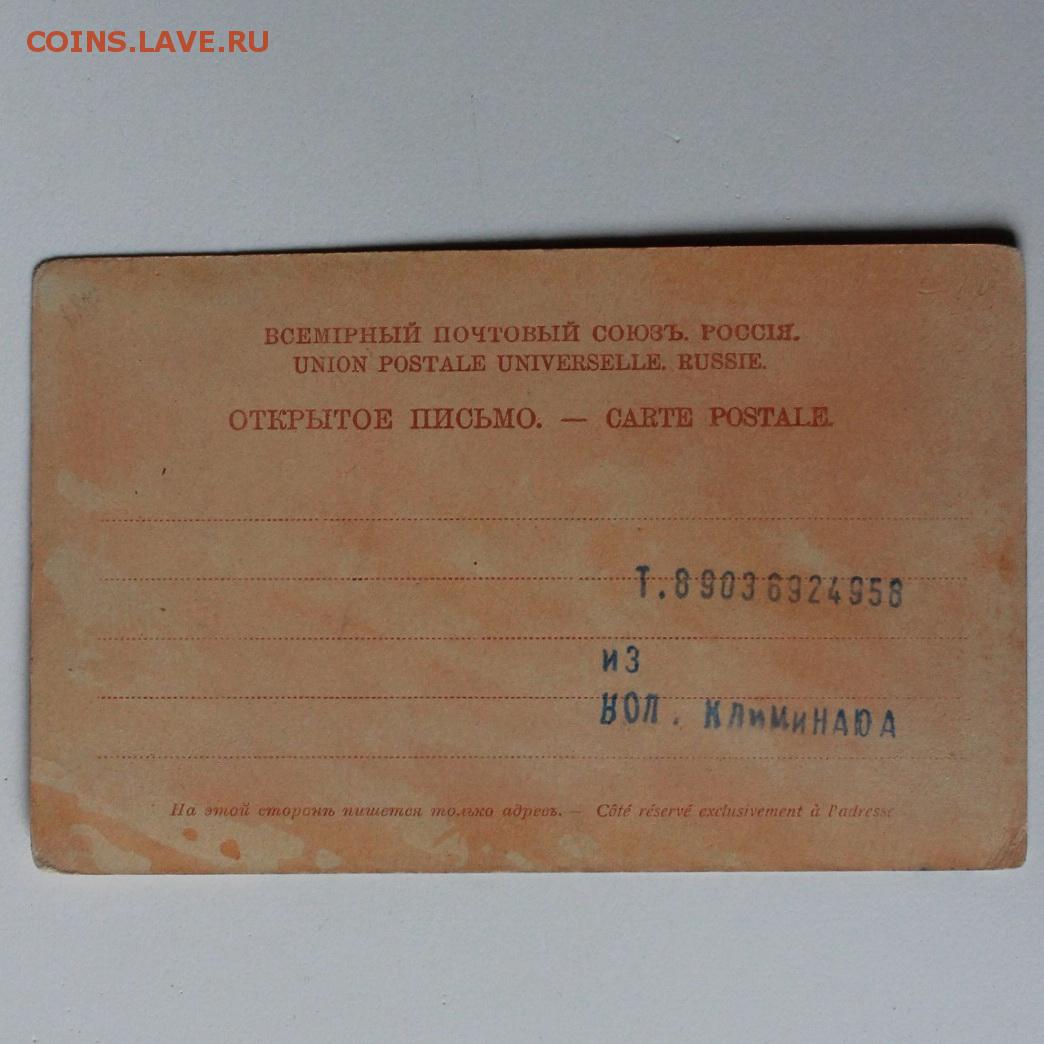 COINS.LAVE.RU
ВСЕМІРНЫЙ ПОЧТОВЫЙ СОЮЗЪ. РОССІЯ.
UNION POSTALE UNIVERSELLE. RUSSIE.
ОТКРЫТОЕ ПИСЬМО. — CARTE POSTALE.
Т.89036924958
из
КОЛ. КЛиМиНАЮА
На этой сторонѣ пишется только адресъ. — Côté réservé exclusivement à l'adresse